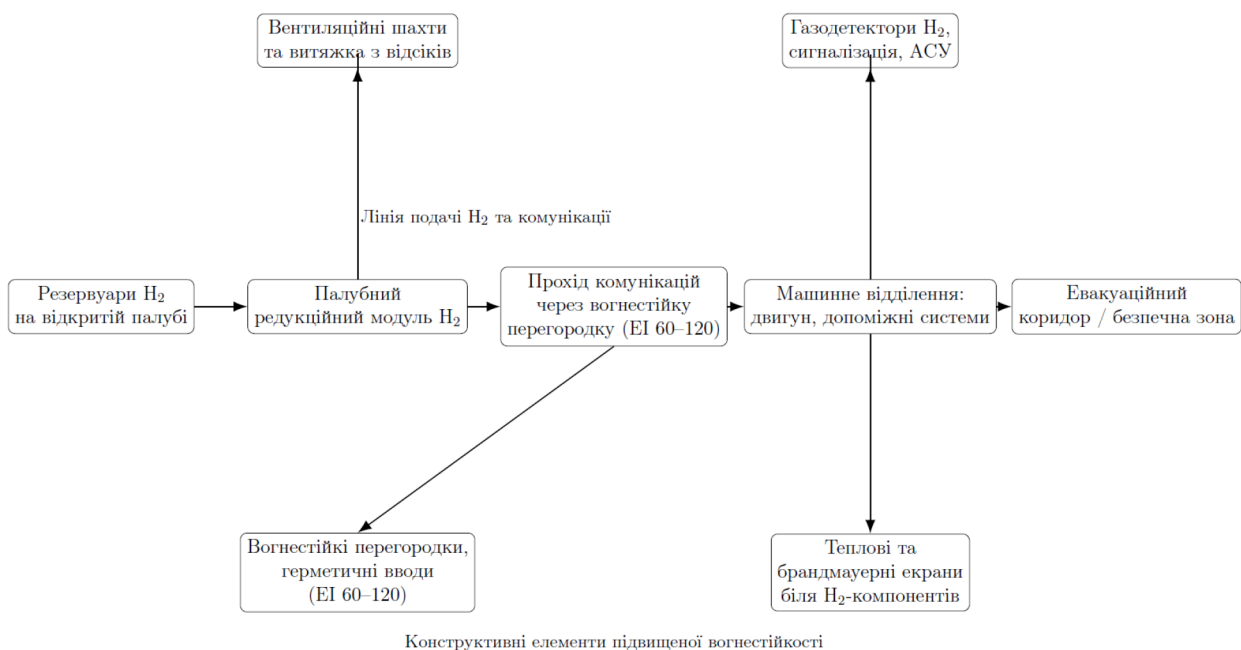 Вентиляційні шахти
та витяжка з відсіків
Газодетектори H₂,
сигналізація, АСУ
Лінія подачі H₂ та комунікації
Резервуари H₂
на відкритій палубі
Палубний
редукційний модуль H₂
Прохід комунікацій
через вогнестійку
перегородку (EI 60–120)
Машинне відділення:
двигун, допоміжні системи
Евакуаційний
коридор / безпечна зона
Вогнестійкі перегородки,
герметичні вводи
(EI 60–120)
Теплові та
брандмауерні екрани
біля H₂-компонентів
Конструктивні елементи підвищеної вогнестійкості